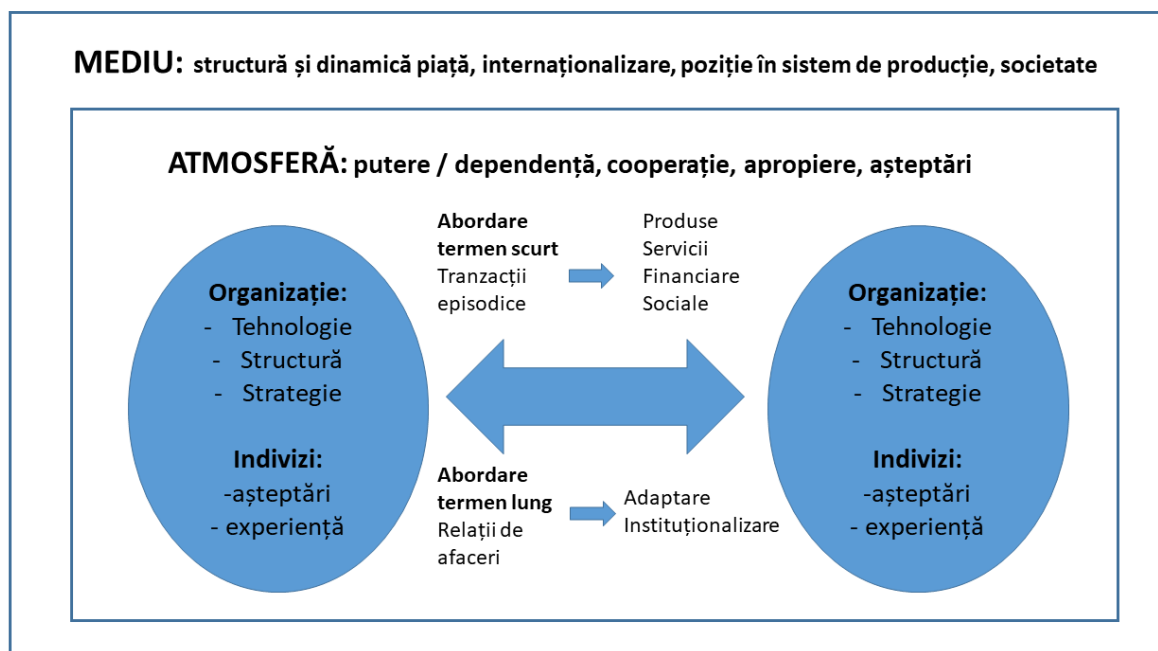 MEDIU: structură și dinamică piață, internaționalizare, poziție în sistem de producție, societate
ATMOSFERĂ: putere / dependență, cooperație, apropiere, așteptări
Organizație:
- Tehnologie
- Structură
- Strategie
Indivizi:
-așteptări
- experiență
Abordare
termen scurt
Tranzacții
episodice
Produse
Servicii
Financiare
Sociale
Abordare
termen lung
Relații de
afaceri
Adaptare
Instituționalizare
Organizație:
- Tehnologie
- Structură
- Strategie
Indivizi:
-așteptări
- experiență